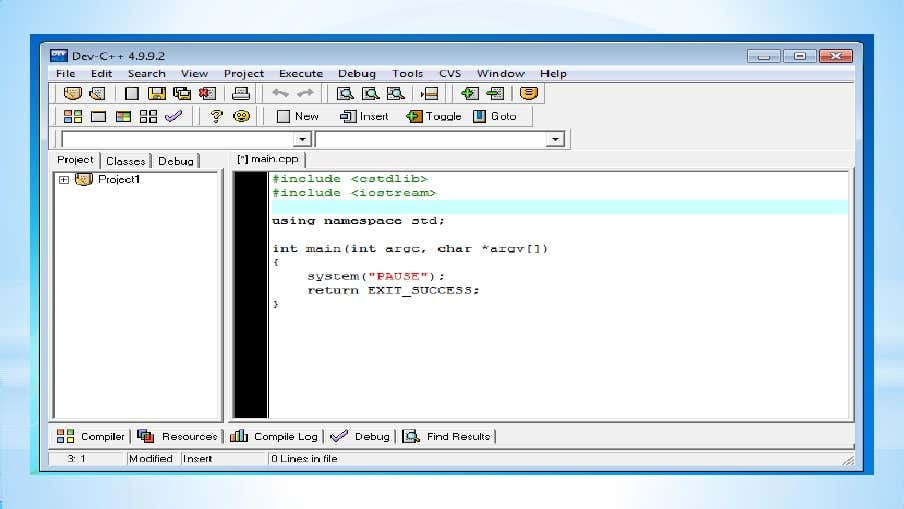 Dev-C++ 4.9.9.2
File Edit Search View Project Execute Debug Tools CVS Window Help
New Insert Toggle Goto
Project Classes Debug [*] main.cpp
Project1
#include <cstdlib>
#include <iostream>
using namespace std;
int main(int argc, char *argv[])
{
system("PAUSE");
return EXIT_SUCCESS;
}
Compiler Resources Compile Log Debug Find Results
3: 1 Modified Insert 0 Lines in file